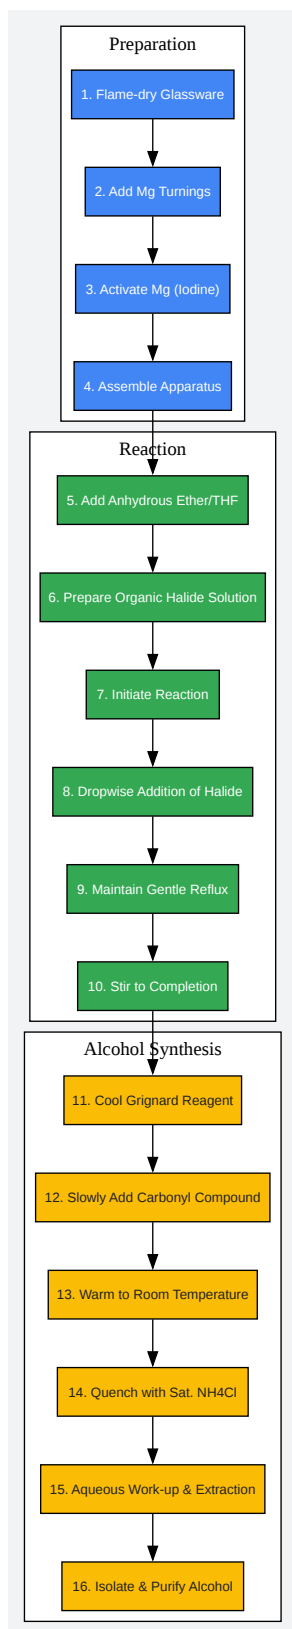 Preparation
1. Flame-dry Glassware
2. Add Mg Turnings
3. Activate Mg (Iodine)
4. Assemble Apparatus
Reaction
5. Add Anhydrous Ether/THF
6. Prepare Organic Halide Solution
7. Initiate Reaction
8. Dropwise Addition of Halide
9. Maintain Gentle Reflux
10. Stir to Completion
Alcohol Synthesis
11. Cool Grignard Reagent
12. Slowly Add Carbonyl Compound
13. Warm to Room Temperature
14. Quench with Sat. NH4Cl
15. Aqueous Work-up & Extraction
16. Isolate & Purify Alcohol